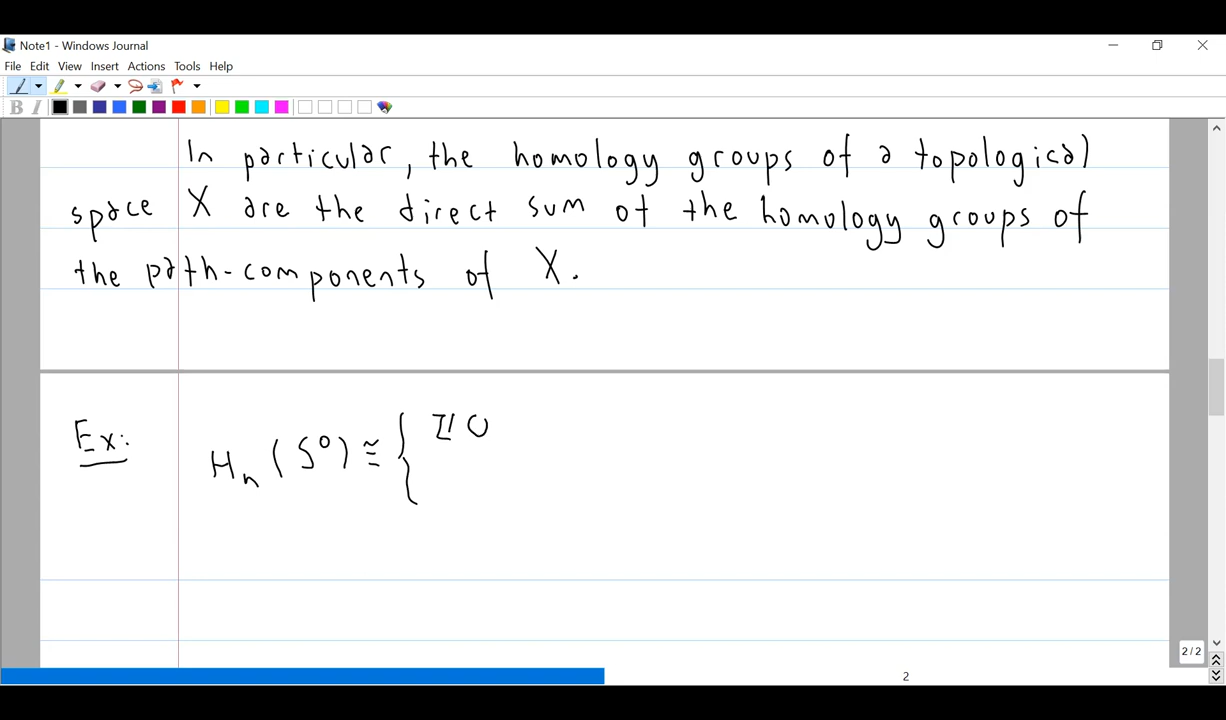 Note1 - Windows Journal
File Edit View Insert Actions Tools Help
B I
In particular, the homology groups of a topological
space X are the direct sum of the homology groups of
the path-components of X.
Ex: Hn (S⁰) ≅ { ℤ O
2 / 2
2